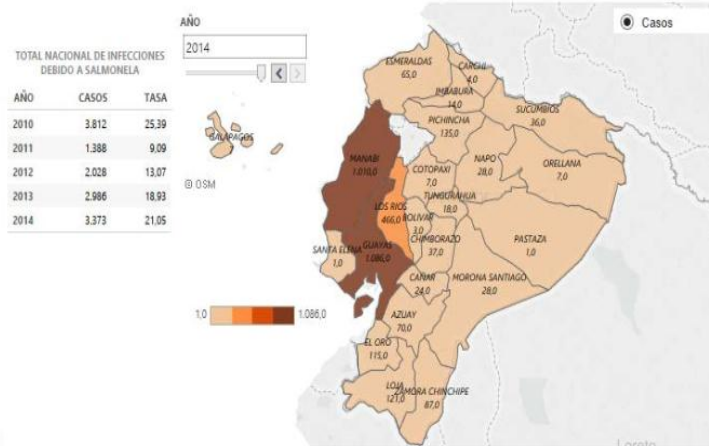 AÑO
2014
Casos
TOTAL NACIONAL DE INFECCIONES
DEBIDO A SALMONELA
AÑO CASOS TASA
2010 3.812 25,39
2011 1.388 9,09
2012 2.028 13,07
2013 2.986 18,93
2014 3.373 21,05
GALÁPAGOS
© OSM
1,0 1.086,0
ESMERALDAS
65,0
CARCHI
4,0
IMBABURA
14,0
SUCUMBIOS
36,0
PICHINCHA
135,0
MANABI
1.010,0
COTOPAXI
7,0
NAPO
28,0
ORELLANA
7,0
TUNGURAHUA
18,0
LOS RIOS
466,0
BOLIVAR
3,0
CHIMBORAZO
37,0
PASTAZA
1,0
SANTA ELENA
1,0
GUAYAS
1.086,0
CAÑAR
24,0
MORONA SANTIAGO
28,0
AZUAY
70,0
EL ORO
115,0
LOJA
121,0
ZAMORA CHINCHIPE
87,0
Loreto